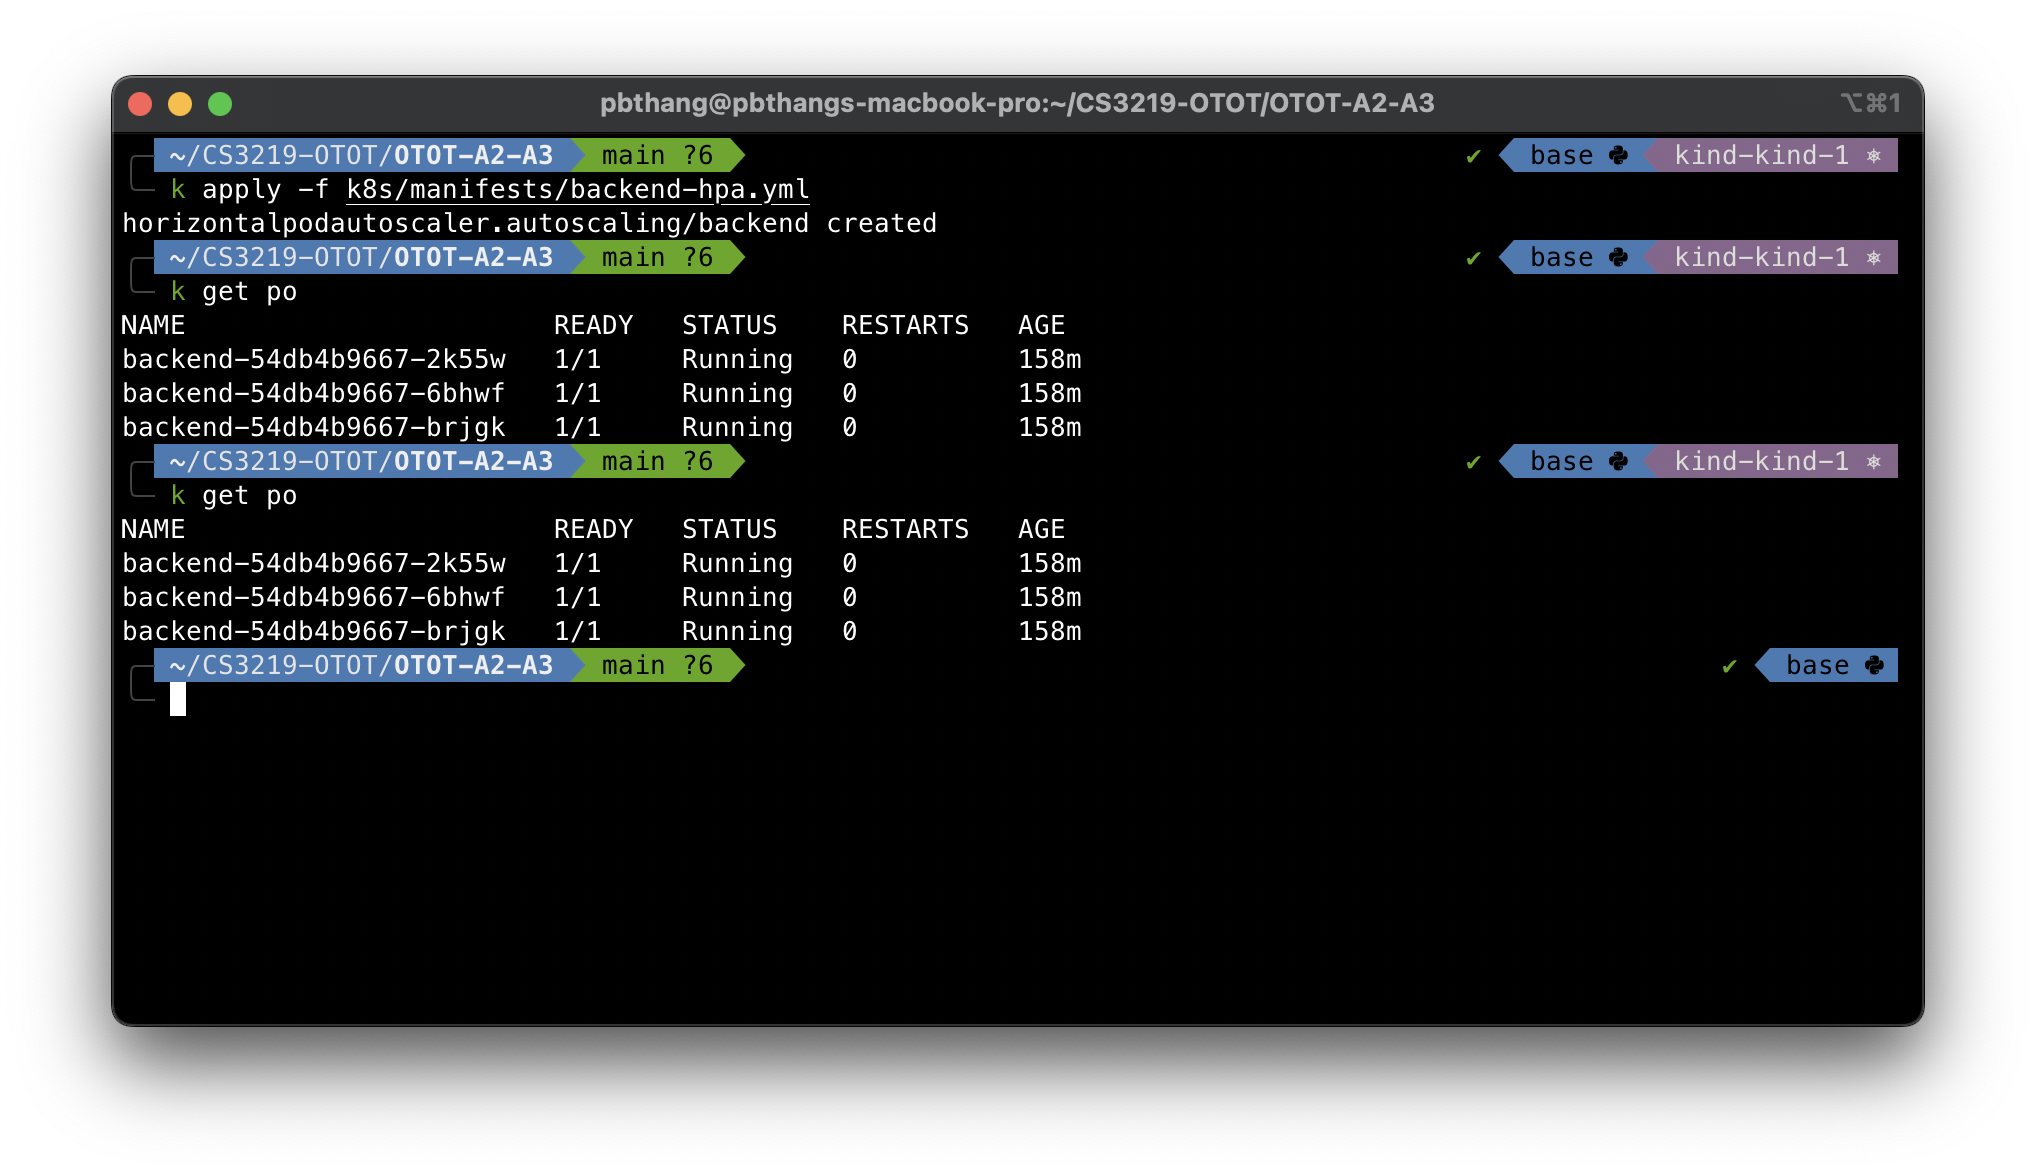 pbthang@pbthangs-macbook-pro:~/CS3219-OTOT/OTOT-A2-A3 ⌥⌘1
~/CS3219-OTOT/OTOT-A2-A3 main ?6 ✔ base kind-kind-1 ⎈
k apply -f k8s/manifests/backend-hpa.yml
horizontalpodautoscaler.autoscaling/backend created
~/CS3219-OTOT/OTOT-A2-A3 main ?6 ✔ base kind-kind-1 ⎈
k get po
NAME READY STATUS RESTARTS AGE
backend-54db4b9667-2k55w 1/1 Running 0 158m
backend-54db4b9667-6bhwf 1/1 Running 0 158m
backend-54db4b9667-brjgk 1/1 Running 0 158m
~/CS3219-OTOT/OTOT-A2-A3 main ?6 ✔ base kind-kind-1 ⎈
k get po
NAME READY STATUS RESTARTS AGE
backend-54db4b9667-2k55w 1/1 Running 0 158m
backend-54db4b9667-6bhwf 1/1 Running 0 158m
backend-54db4b9667-brjgk 1/1 Running 0 158m
~/CS3219-OTOT/OTOT-A2-A3 main ?6 ✔ base